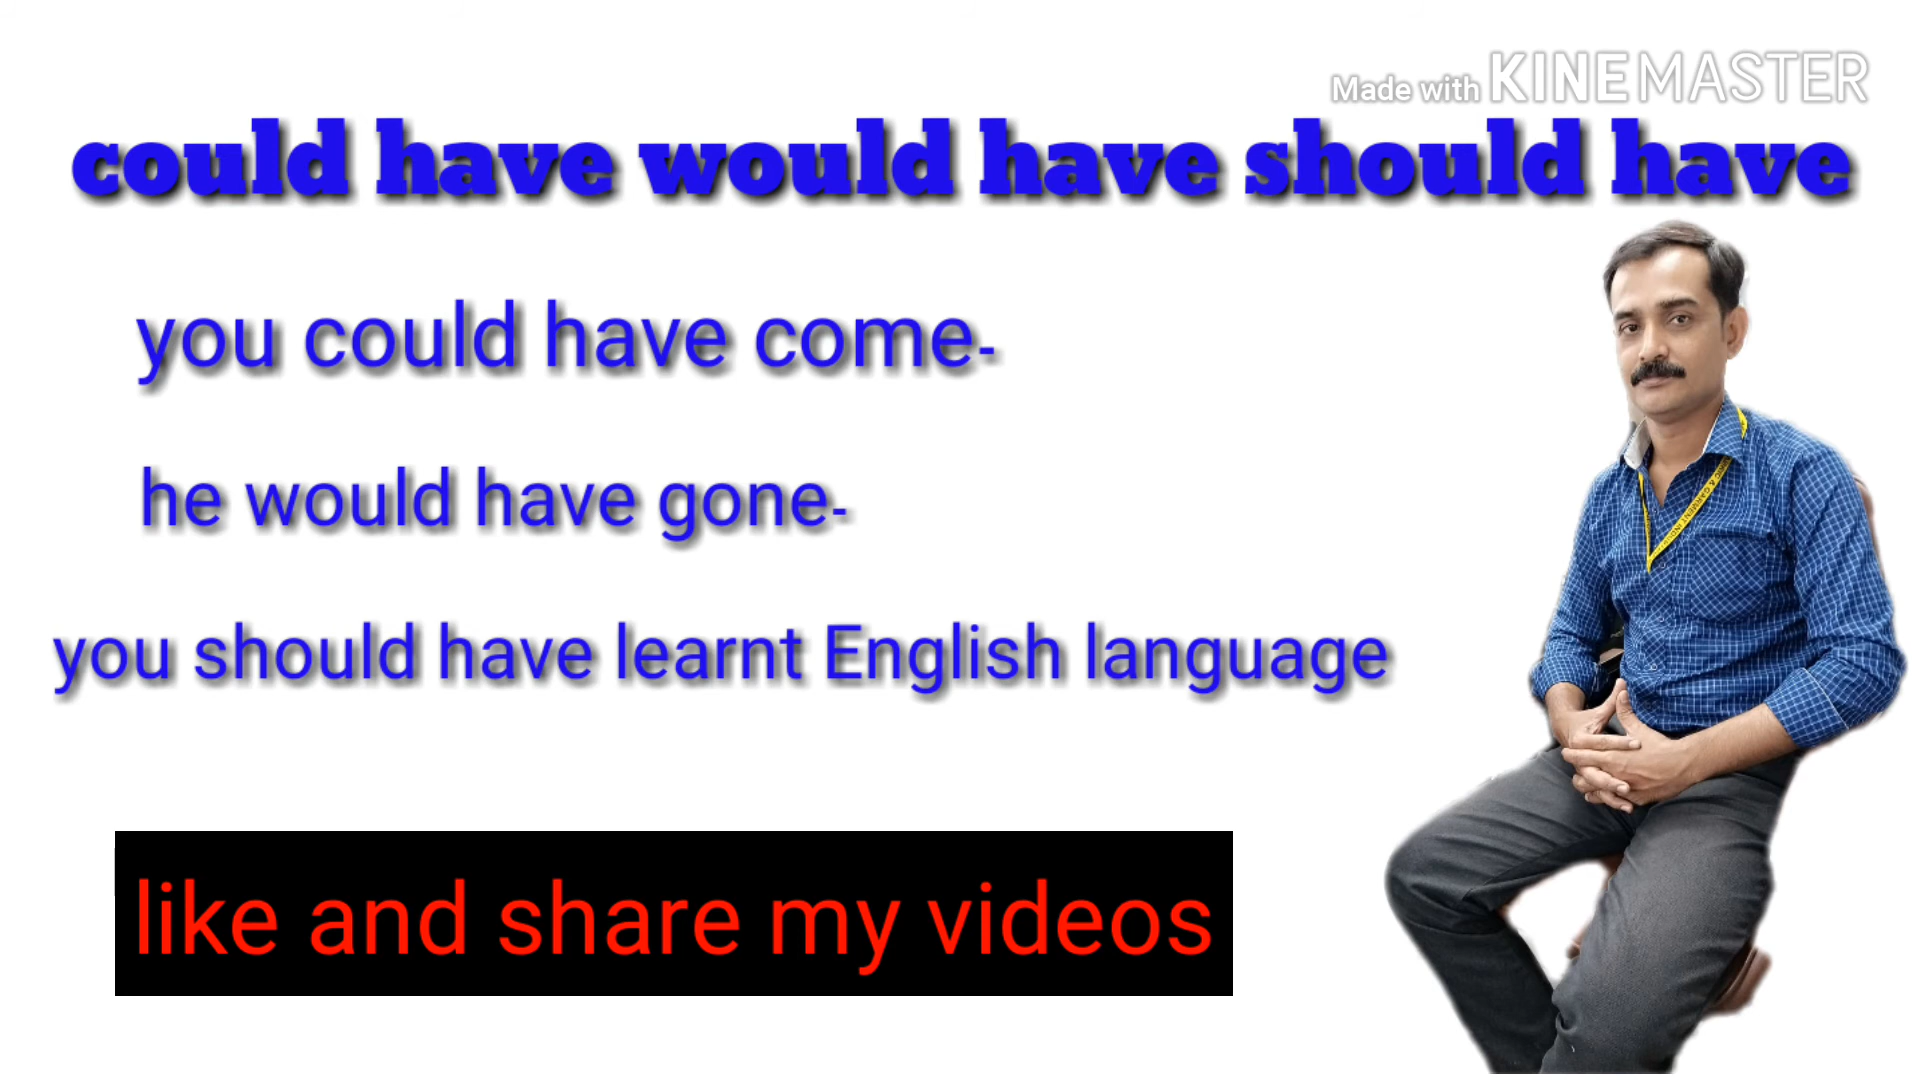 Made with KINEMASTER
could have would have should have
you could have come-
he would have gone-
you should have learnt English language
like and share my videos